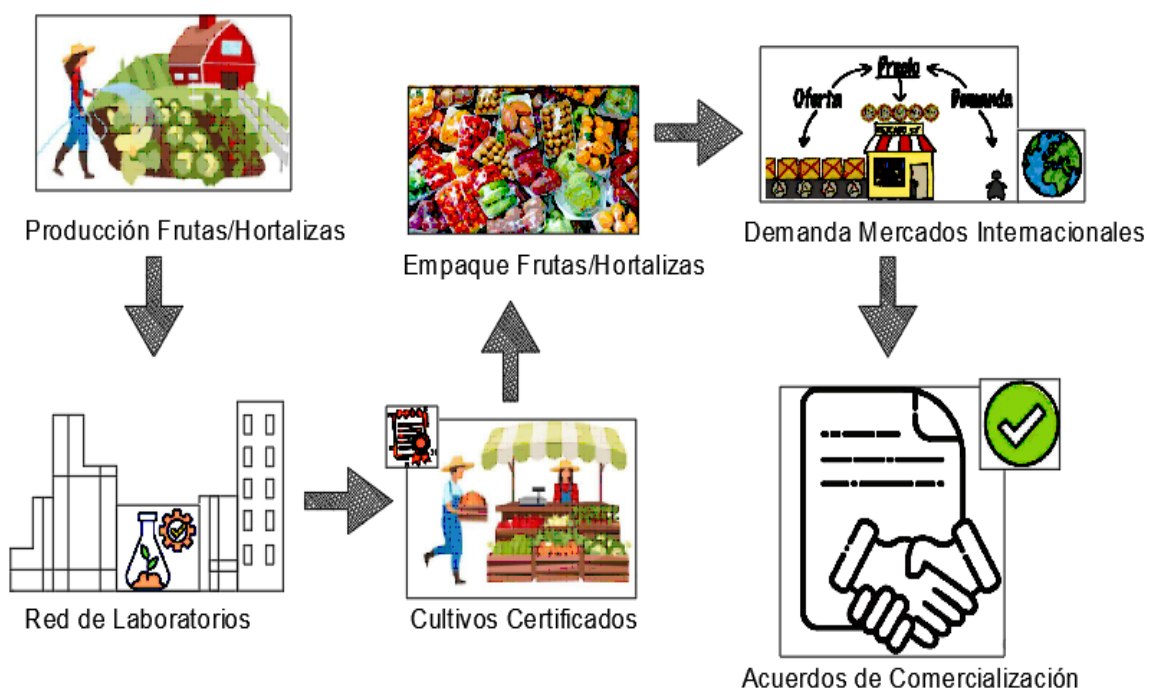 Producción Frutas/Hortalizas
Red de Laboratorios
Cultivos Certificados
Empaque Frutas/Hortalizas
Precio
Oferta
Demanda
Demanda Mercados Internacionales
Acuerdos de Comercialización